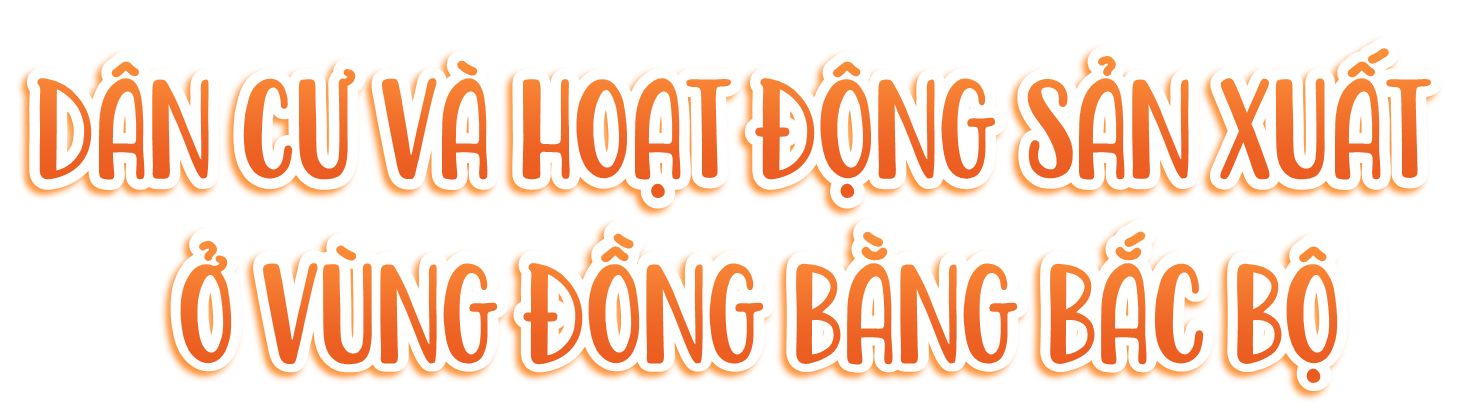 DÂN CƯ VÀ HOẠT ĐỘNG SẢN XUẤT
Ở VÙNG ĐỒNG BẰNG BẮC BỘ